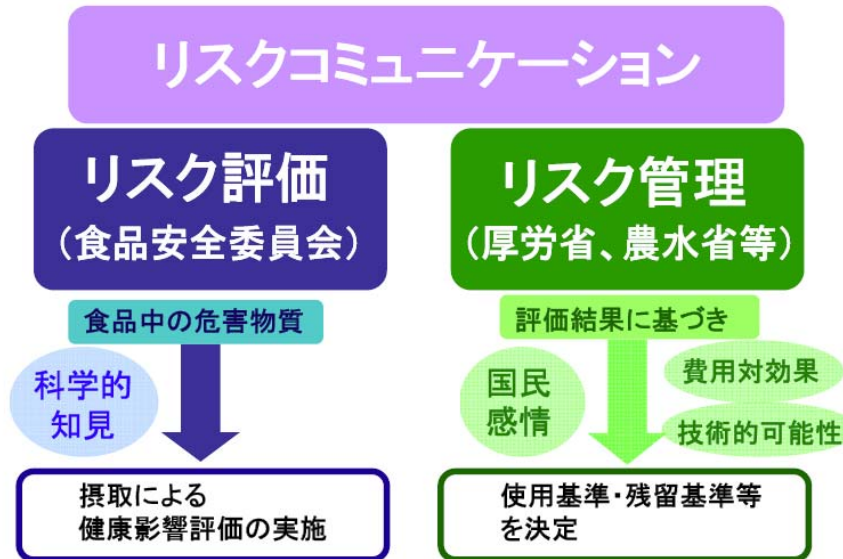 リスクコミュニケーション
リスク評価
（食品安全委員会）
食品中の危害物質
科学的
知見
摂取による
健康影響評価の実施
リスク管理
（厚労省、農水省等）
評価結果に基づき
国民
感情
費用対効果
技術的可能性
使用基準・残留基準等
を決定